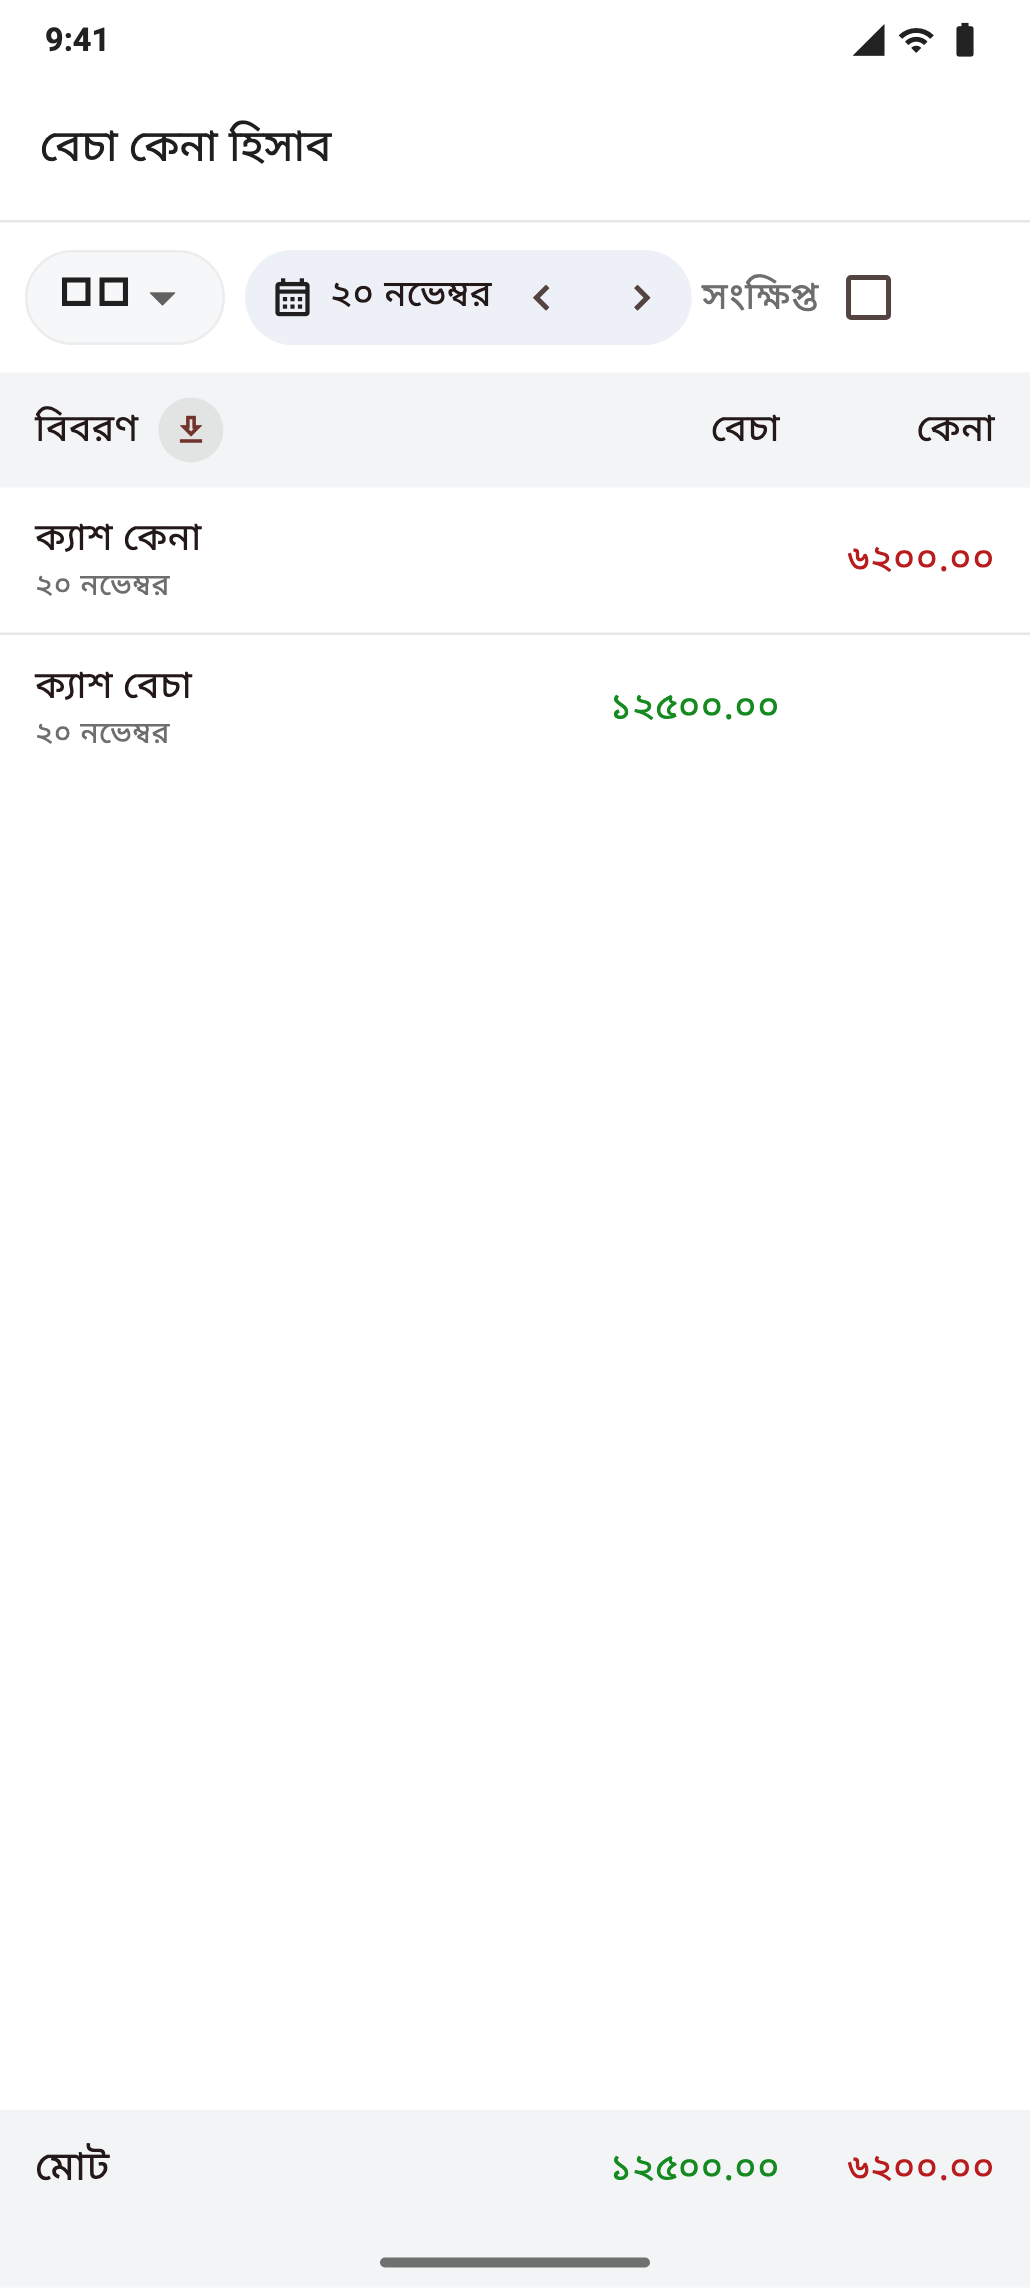 9:41
বেচা কেনা হিসাব
২০ নভেম্বর সংক্ষিপ্ত
বিবরণ বেচা কেনা
ক্যাশ কেনা
২০ নভেম্বর
৬২০০.০০
ক্যাশ বেচা
২০ নভেম্বর
১২৫০০.০০
মোট ১২৫০০.০০ ৬২০০.০০